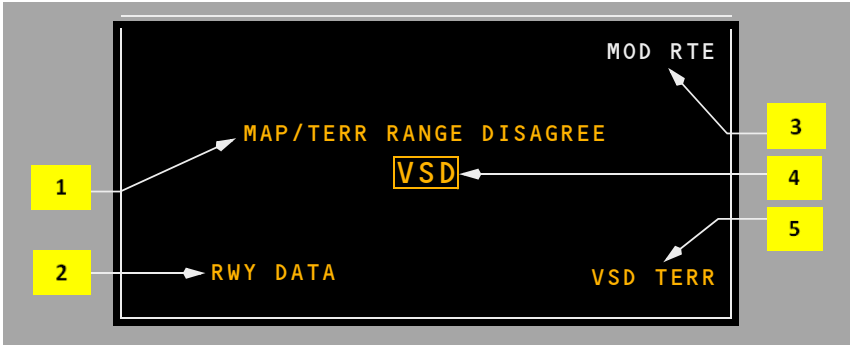 MOD RTE
3
MAP/TERR RANGE DISAGREE
VSD
4
1
5
2
RWY DATA
VSD TERR